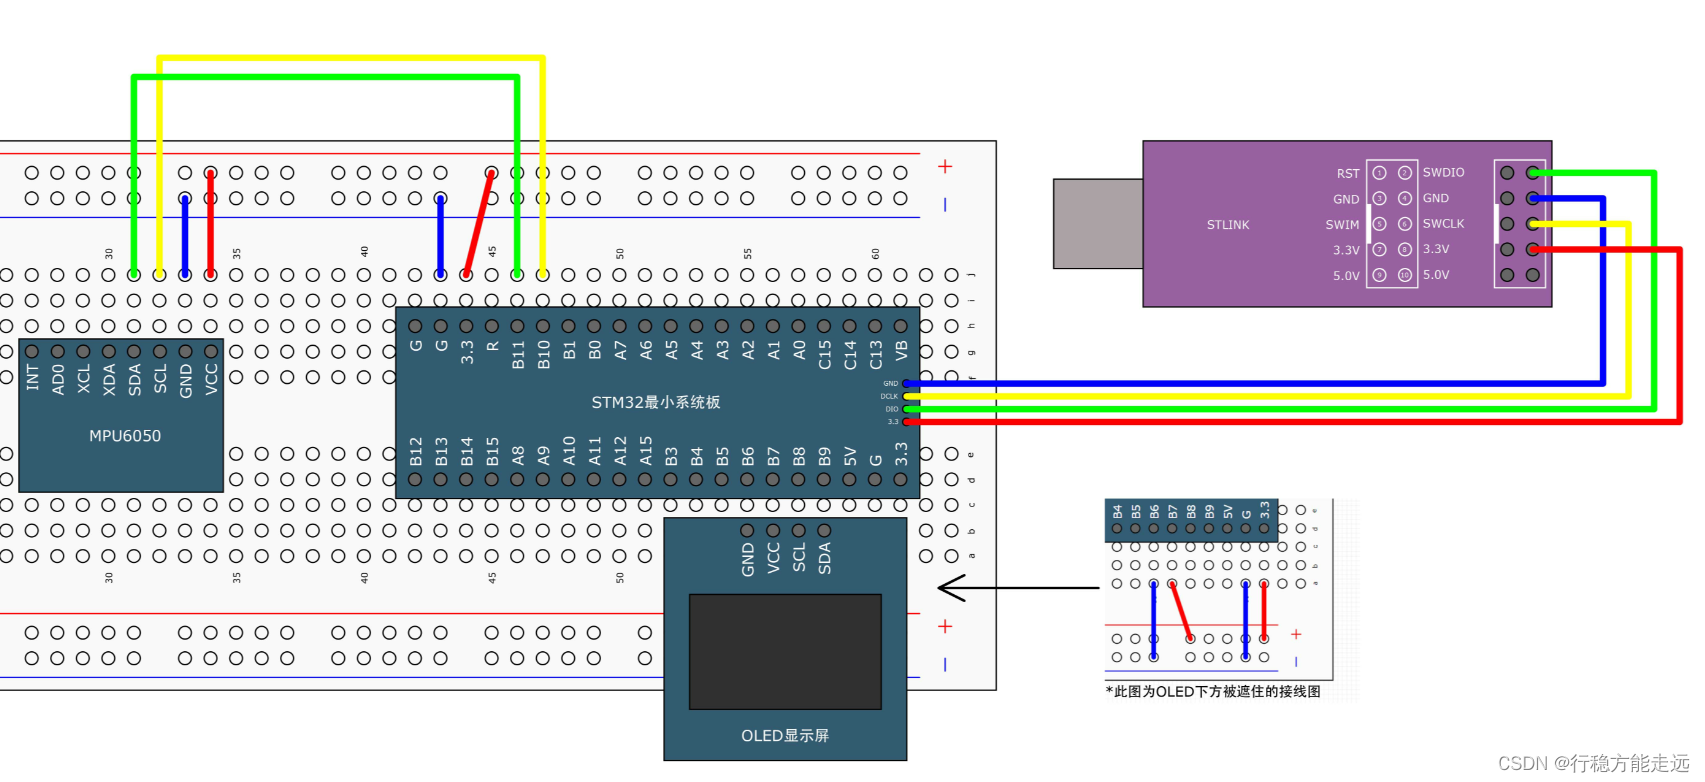 +
−
30
35
40
45
50
55
60
j
i
h
g
f
INT AD0 XCL XDA SDA SCL GND VCC
MPU6050
G G 3.3 R B11 B10 B1 B0 A7 A6 A5 A4 A3 A2 A1 A0 C15 C14 C13 VB
GND
DCLK
DIO
3.3
STM32最小系统板
B12 B13 B14 B15 A8 A9 A10 A11 A12 A15 B3 B4 B5 B6 B7 B8 B9 5V G 3.3
e
d
c
b
a
30
35
40
45
50
+
−
GND VCC SCL SDA
OLED显示屏
STLINK
RST 1 2 SWDIO
GND 3 4 GND
SWIM 5 6 SWCLK
3.3V 7 8 3.3V
5.0V 9 10 5.0V
B4 B5 B6 B7 B8 B9 5V G 3.3
e
d
c
b
a
+
−
*此图为OLED下方被遮住的接线图
CSDN @行稳方能走远